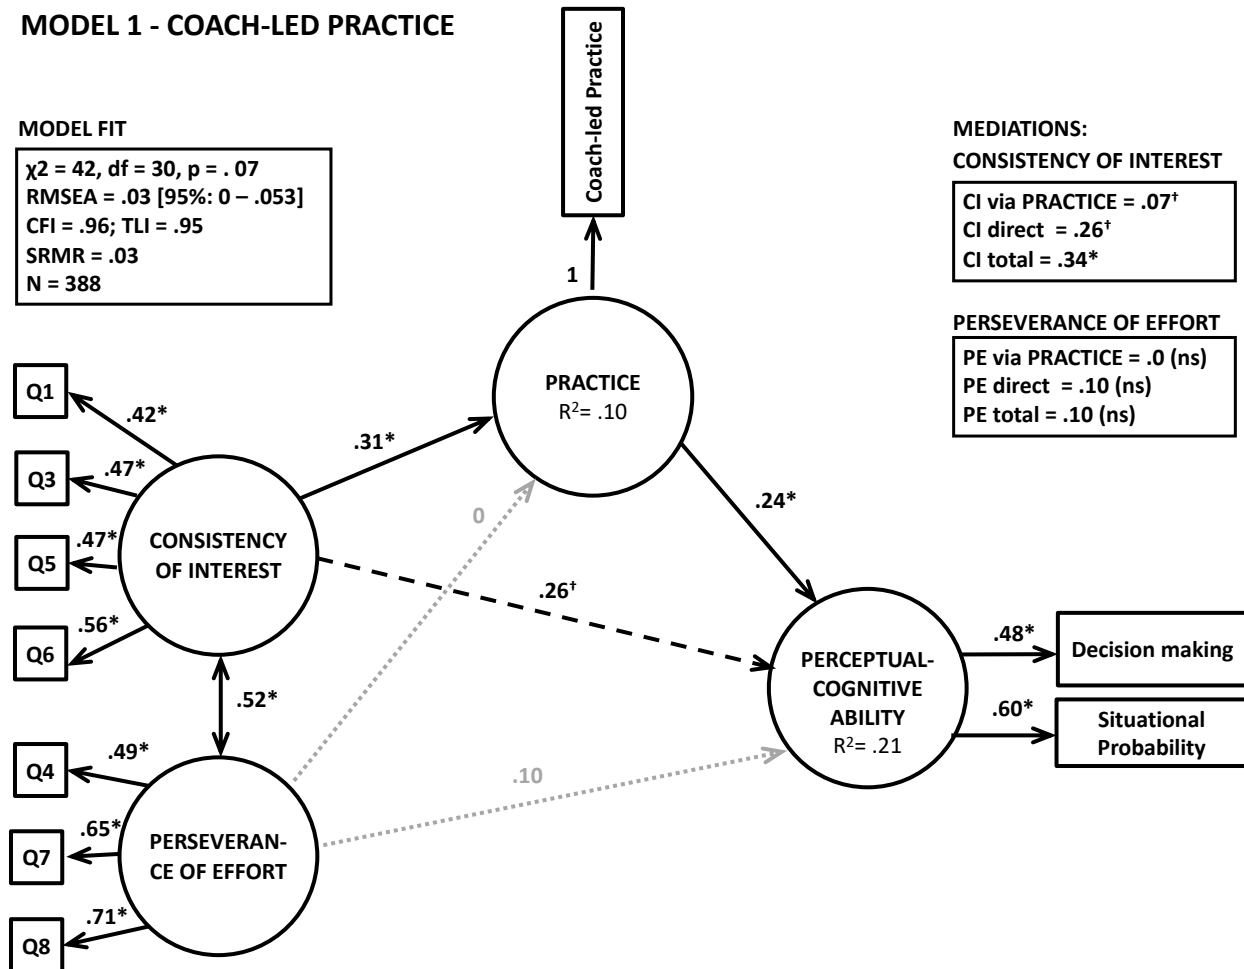 MODEL 1 - COACH-LED PRACTICE
Coach-led Practice
MODEL FIT
χ2 = 42, df = 30, p = . 07
RMSEA = .03 [95%: 0 – .053]
CFI = .96; TLI = .95
SRMR = .03
N = 388
MEDIATIONS:
CONSISTENCY OF INTEREST
CI via PRACTICE = .07†
CI direct = .26†
CI total = .34*
PERSEVERANCE OF EFFORT
PE via PRACTICE = .0 (ns)
PE direct = .10 (ns)
PE total = .10 (ns)
1
PRACTICE
R²= .10
Q1
.42*
Q3
.47*
Q5
.47*
Q6
.56*
CONSISTENCY
OF INTEREST
.31*
0
.24*
.26†
.52*
PERCEPTUAL-
COGNITIVE
ABILITY
R²= .21
.48*
Decision making
.60*
Situational
Probability
.10
Q4
.49*
Q7
.65*
Q8
.71*
PERSEVERAN-
CE OF EFFORT